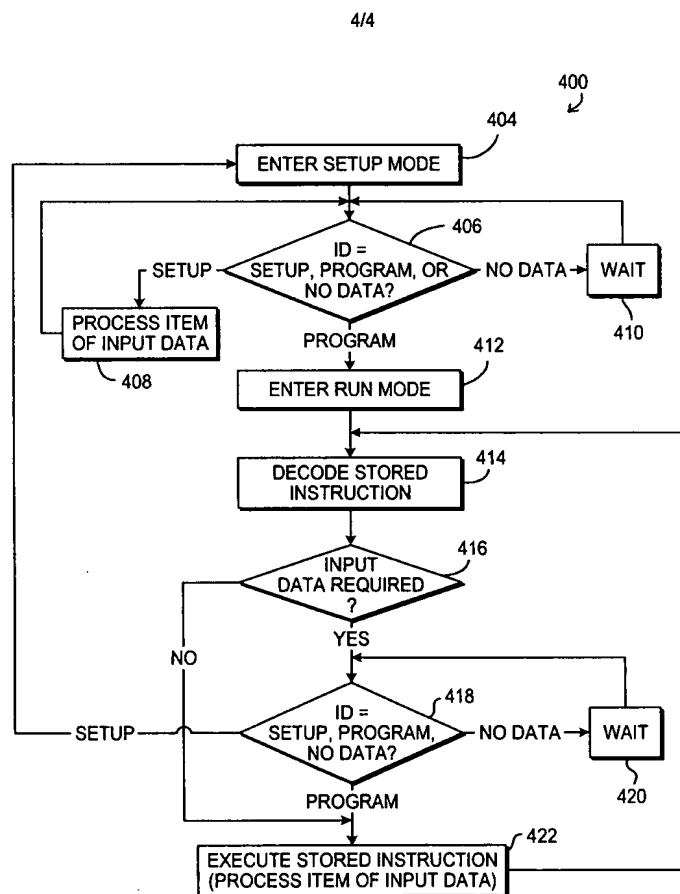 4/4
400
404
ENTER SETUP MODE
406
ID =
SETUP, PROGRAM, OR
NO DATA?
SETUP
NO DATA
WAIT
410
PROCESS ITEM
OF INPUT DATA
408
PROGRAM
412
ENTER RUN MODE
414
DECODE STORED
INSTRUCTION
416
INPUT
DATA REQUIRED
?
YES
NO
418
ID =
SETUP, PROGRAM,
NO DATA?
SETUP
NO DATA
WAIT
420
PROGRAM
422
EXECUTE STORED INSTRUCTION
(PROCESS ITEM OF INPUT DATA)